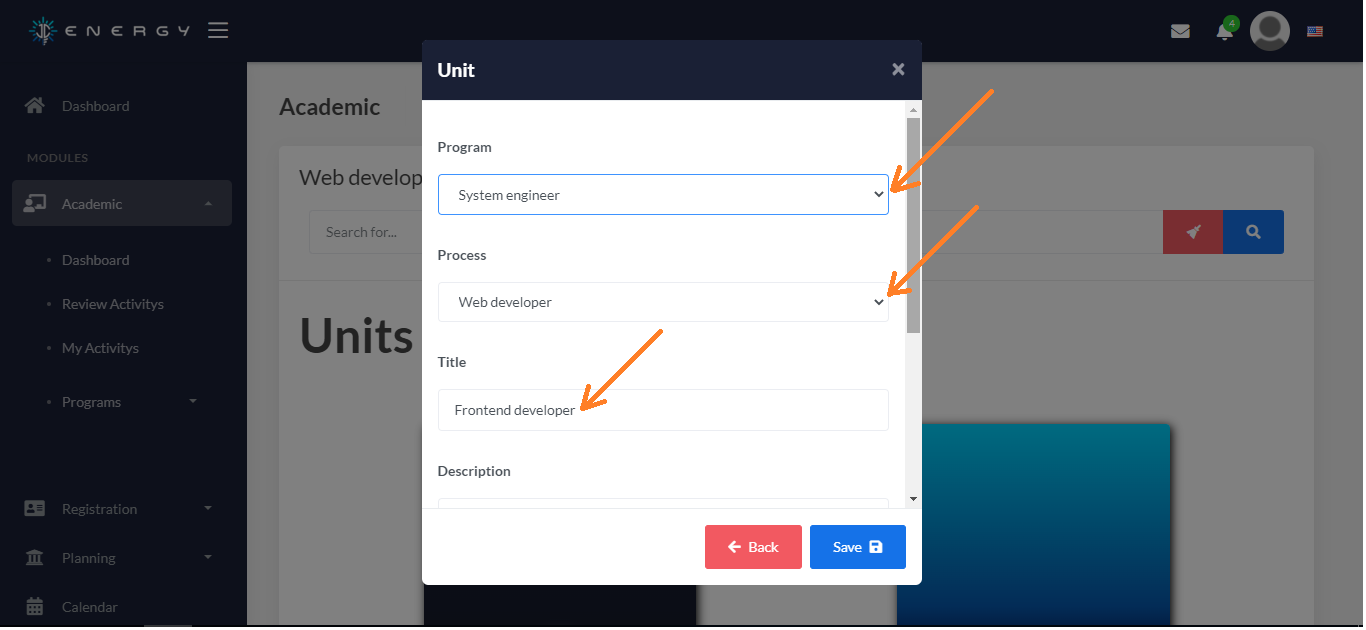 ENERGY
4
Dashboard
MODULES
Academic
Dashboard
Review Activitys
My Activitys
Programs
Registration
Planning
Calendar
Academic
Web develop
Search for...
Units
Unit
×
Program
System engineer
Process
Web developer
Title
Frontend developer
Description
Back
Save